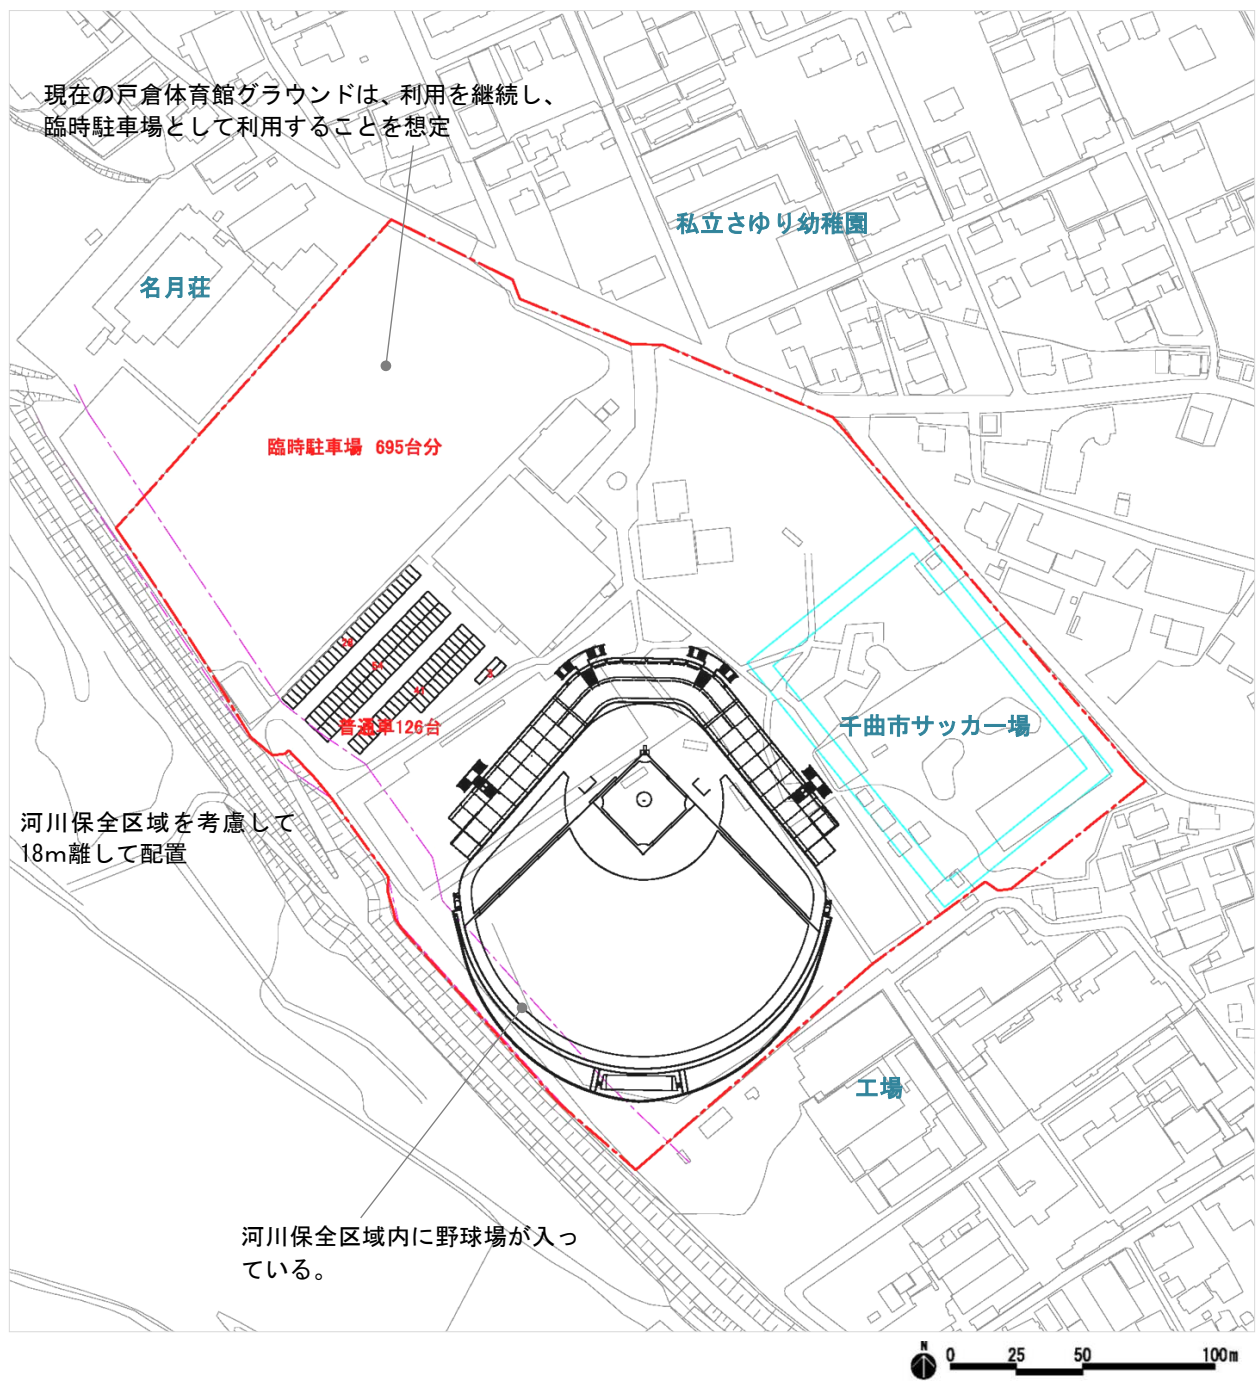 現在の戸倉体育館グラウンドは、利用を継続し、
臨時駐車場として利用することを想定
私立さゆり幼稚園
名月荘
臨時駐車場 695台分
普通車126台
千曲市サッカー場
河川保全区域を考慮して
18m離して配置
工場
河川保全区域内に野球場が入っ
ている。
N
0 25 50 100m